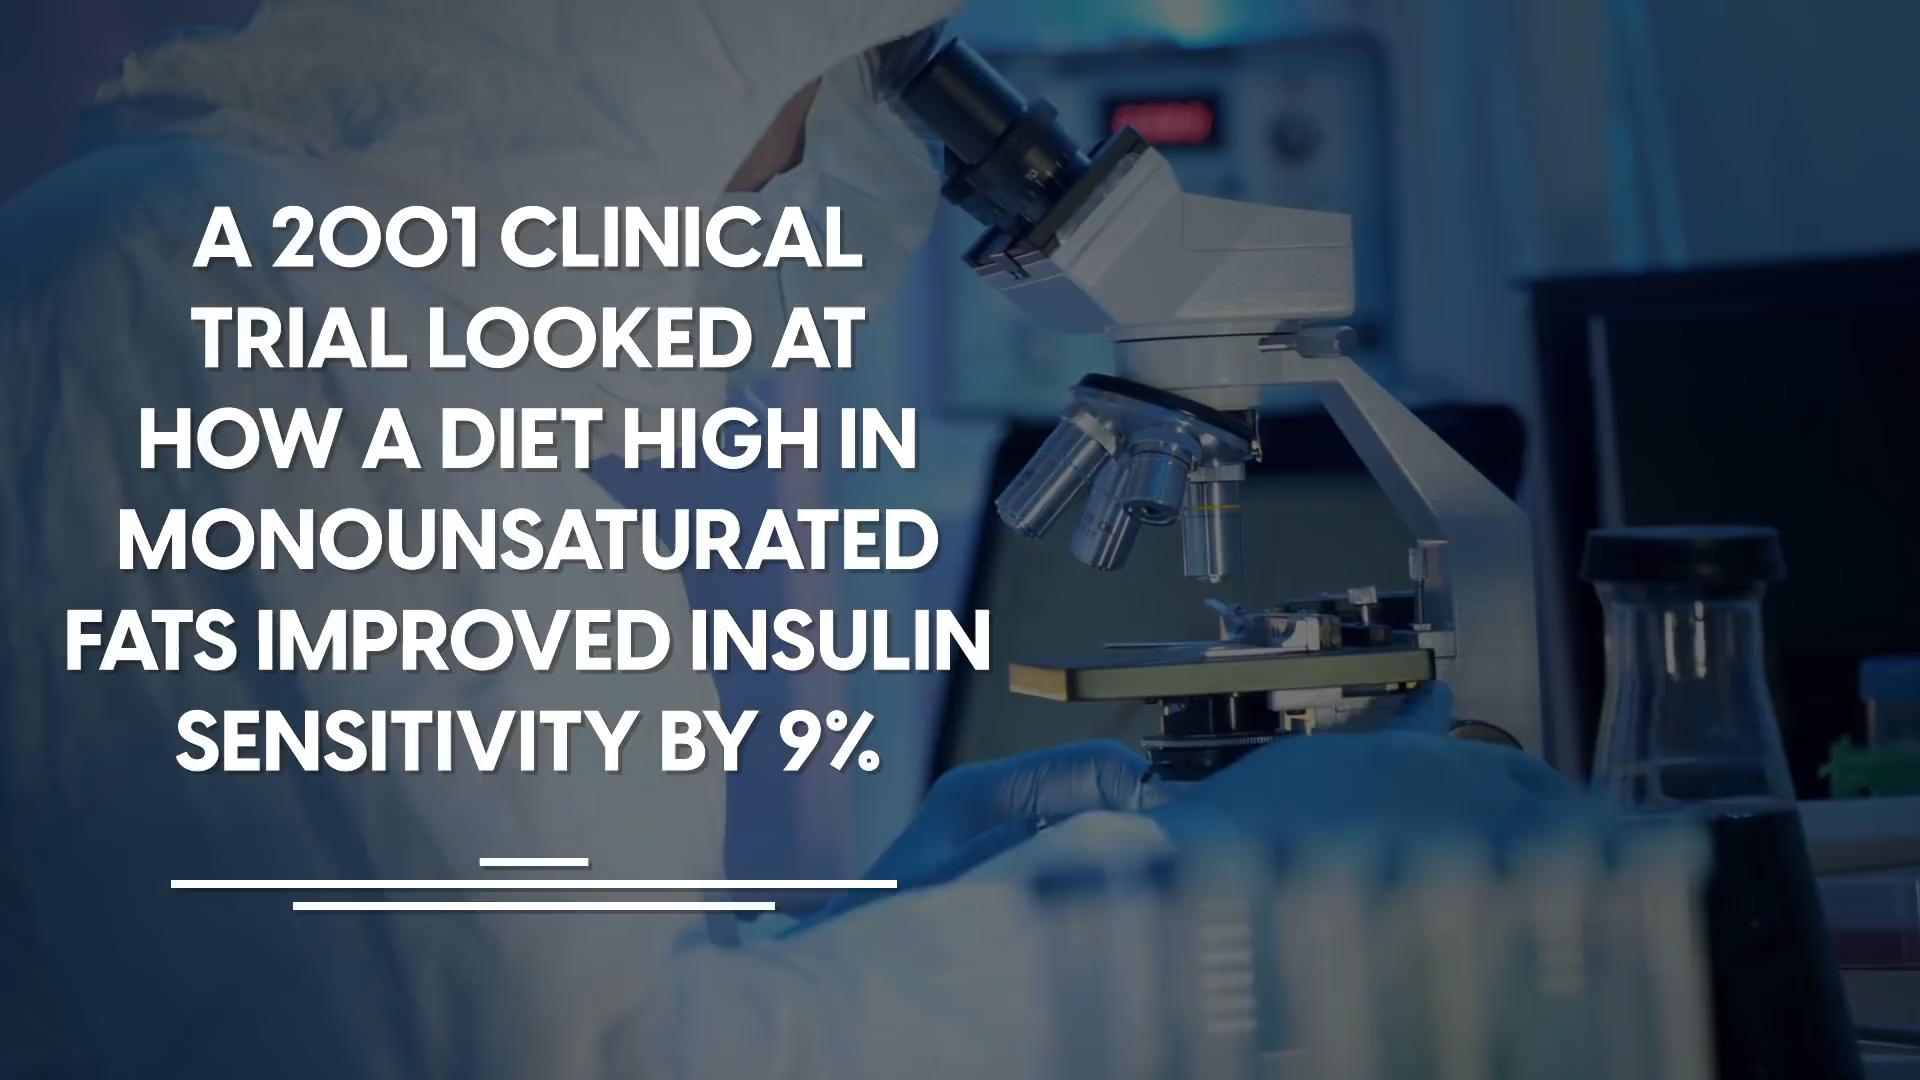 A 2001 CLINICAL
TRIAL LOOKED AT
HOW A DIET HIGH IN
MONOUNSATURATED
FATS IMPROVED INSULIN
SENSITIVITY BY 9%